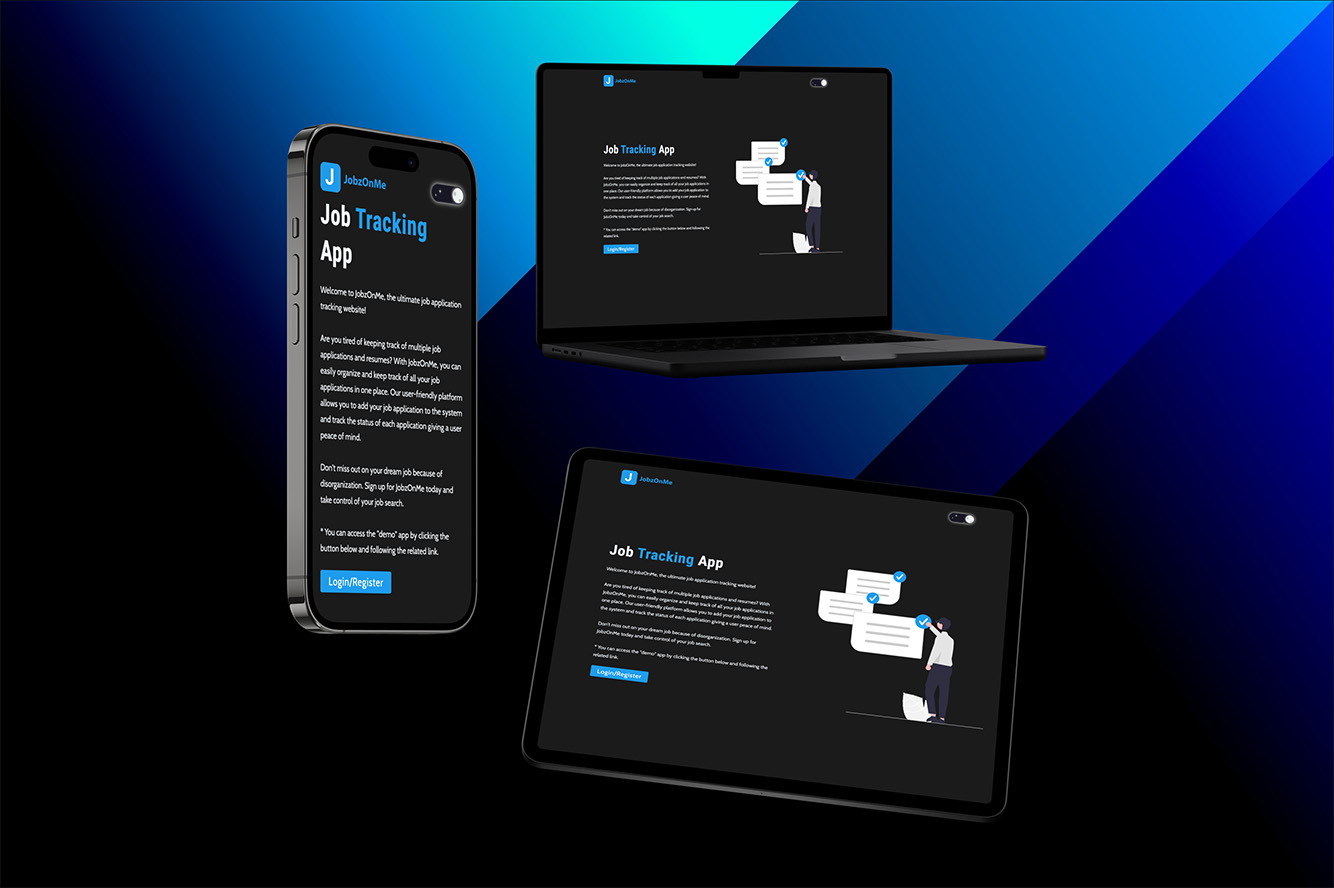 J JobzOnMe
Job Tracking
App
Welcome to JobzOnMe, the ultimate job application
tracking website!
Are you tired of keeping track of multiple job
applications and resumes? With JobzOnMe, you can
easily organize and keep track of all your job
applications in one place. Our user-friendly platform
allows you to add your job application to the system
and track the status of each application giving a user
peace of mind.
Don't miss out on your dream job because of
disorganization. Sign up for JobzOnMe today and
take control of your job search.
* You can access the "demo" app by clicking the
button below and following the related link.
Login/Register
J JobzOnMe
Job Tracking App
Welcome to JobzOnMe, the ultimate job application tracking website!
Are you tired of keeping track of multiple job applications and resumes? With
JobzOnMe, you can easily organize and keep track of all your job applications in
one place. Our user-friendly platform allows you to add your job application to
the system and track the status of each application giving a user peace of mind.
Don't miss out on your dream job because of disorganization. Sign up for
JobzOnMe today and take control of your job search.
* You can access the "demo" app by clicking the button below and following the
related link.
Login/Register
J JobzOnMe
Job Tracking App
Welcome to JobzOnMe, the ultimate job application tracking website!
Are you tired of keeping track of multiple job applications and resumes? With
JobzOnMe, you can easily organize and keep track of all your job applications in
one place. Our user-friendly platform allows you to add your job application to
the system and track the status of each application giving a user peace of mind.
Don't miss out on your dream job because of disorganization. Sign up for
JobzOnMe today and take control of your job search.
* You can access the "demo" app by clicking the button below and following the
related link.
Login/Register